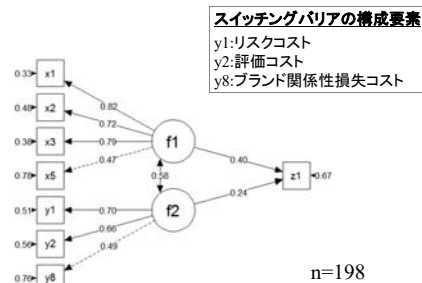 スイッチングバリアの構成要素
y1:リスクコスト
y2:評価コスト
y8:ブランド関係性損失コスト
0.33 x1
0.48 x2
0.38 x3
0.78 x5
0.51 y1
0.56 y2
0.76 y8
0.82
0.72
0.79
0.47
0.70
0.66
0.49
f1
0.58
f2
0.40
0.24
z1 0.67
n=198